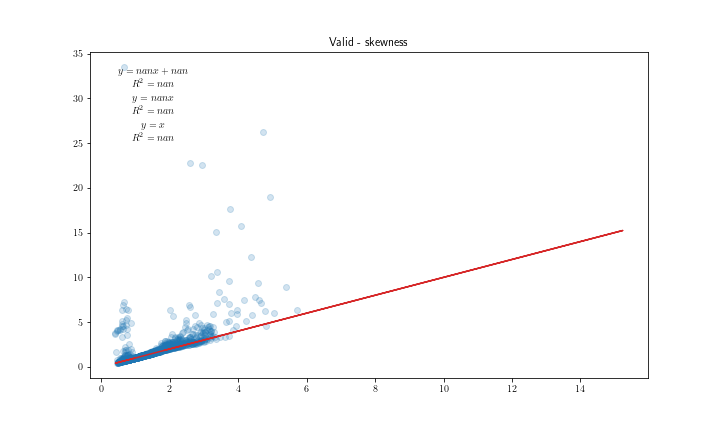 Valid - skewness
35
30
25
20
15
10
5
0
y = nanx + nan
R² = nan
y = nanx
R² = nan
y = x
R² = nan
0 2 4 6 8 10 12 14